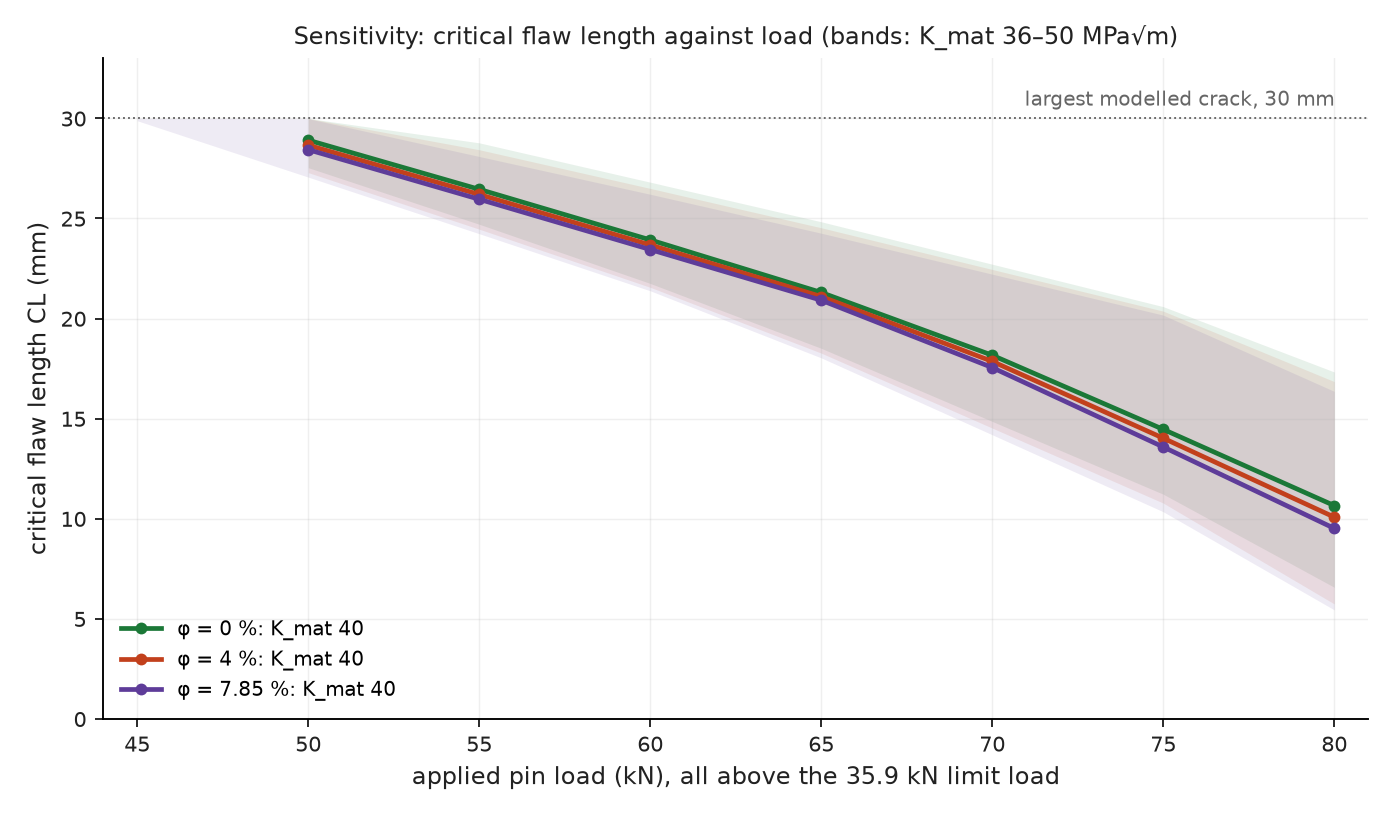 Sensitivity: critical flaw length against load (bands: K_mat 36–50 MPa√m)
largest modelled crack, 30 mm
critical flaw length CL (mm)
30
25
20
15
10
5
0
φ = 0 %: K_mat 40
φ = 4 %: K_mat 40
φ = 7.85 %: K_mat 40
45 50 55 60 65 70 75 80
applied pin load (kN), all above the 35.9 kN limit load